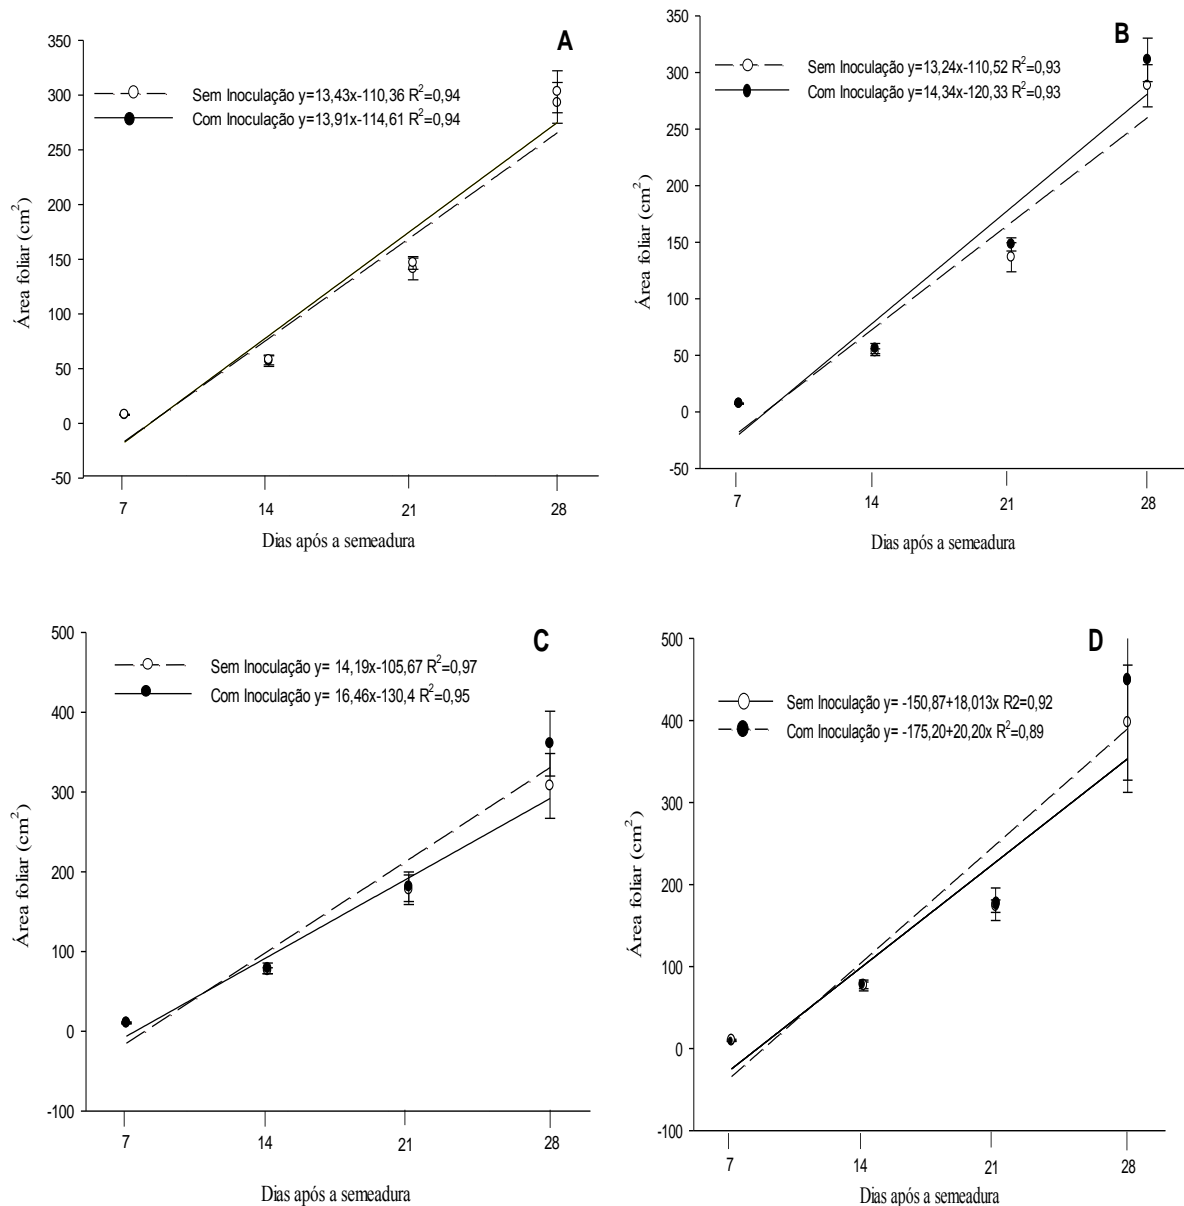 A
350
300
250
200
150
100
50
0
-50
Área foliar (cm²)
Sem Inoculação y=13,43x-110,36 R²=0,94
Com Inoculação y=13,91x-114,61 R²=0,94
7 14 21 28
Dias após a semeadura
B
350
300
250
200
150
100
50
0
-50
Área foliar (cm²)
Sem Inoculação y=13,24x-110,52 R²=0,93
Com Inoculação y=14,34-120,33 R²=0,93
7 14 21 28
Dias após a semeadura
C
500
400
300
200
100
0
-100
Área foliar (cm²)
Sem Inoculação y= 14,19x-105,67 R²=0,97
Com Inoculação y= 16,46x-130,4 R²=0,95
7 14 21 28
Dias após a semeadura
D
500
400
300
200
100
0
-100
Área foliar (cm²)
Sem Inoculação y= -150,87+18,013x R2=0,92
Com Inoculação y= -175,20+20,20x R²=0,89
7 14 21 28
Dias após a semeadura